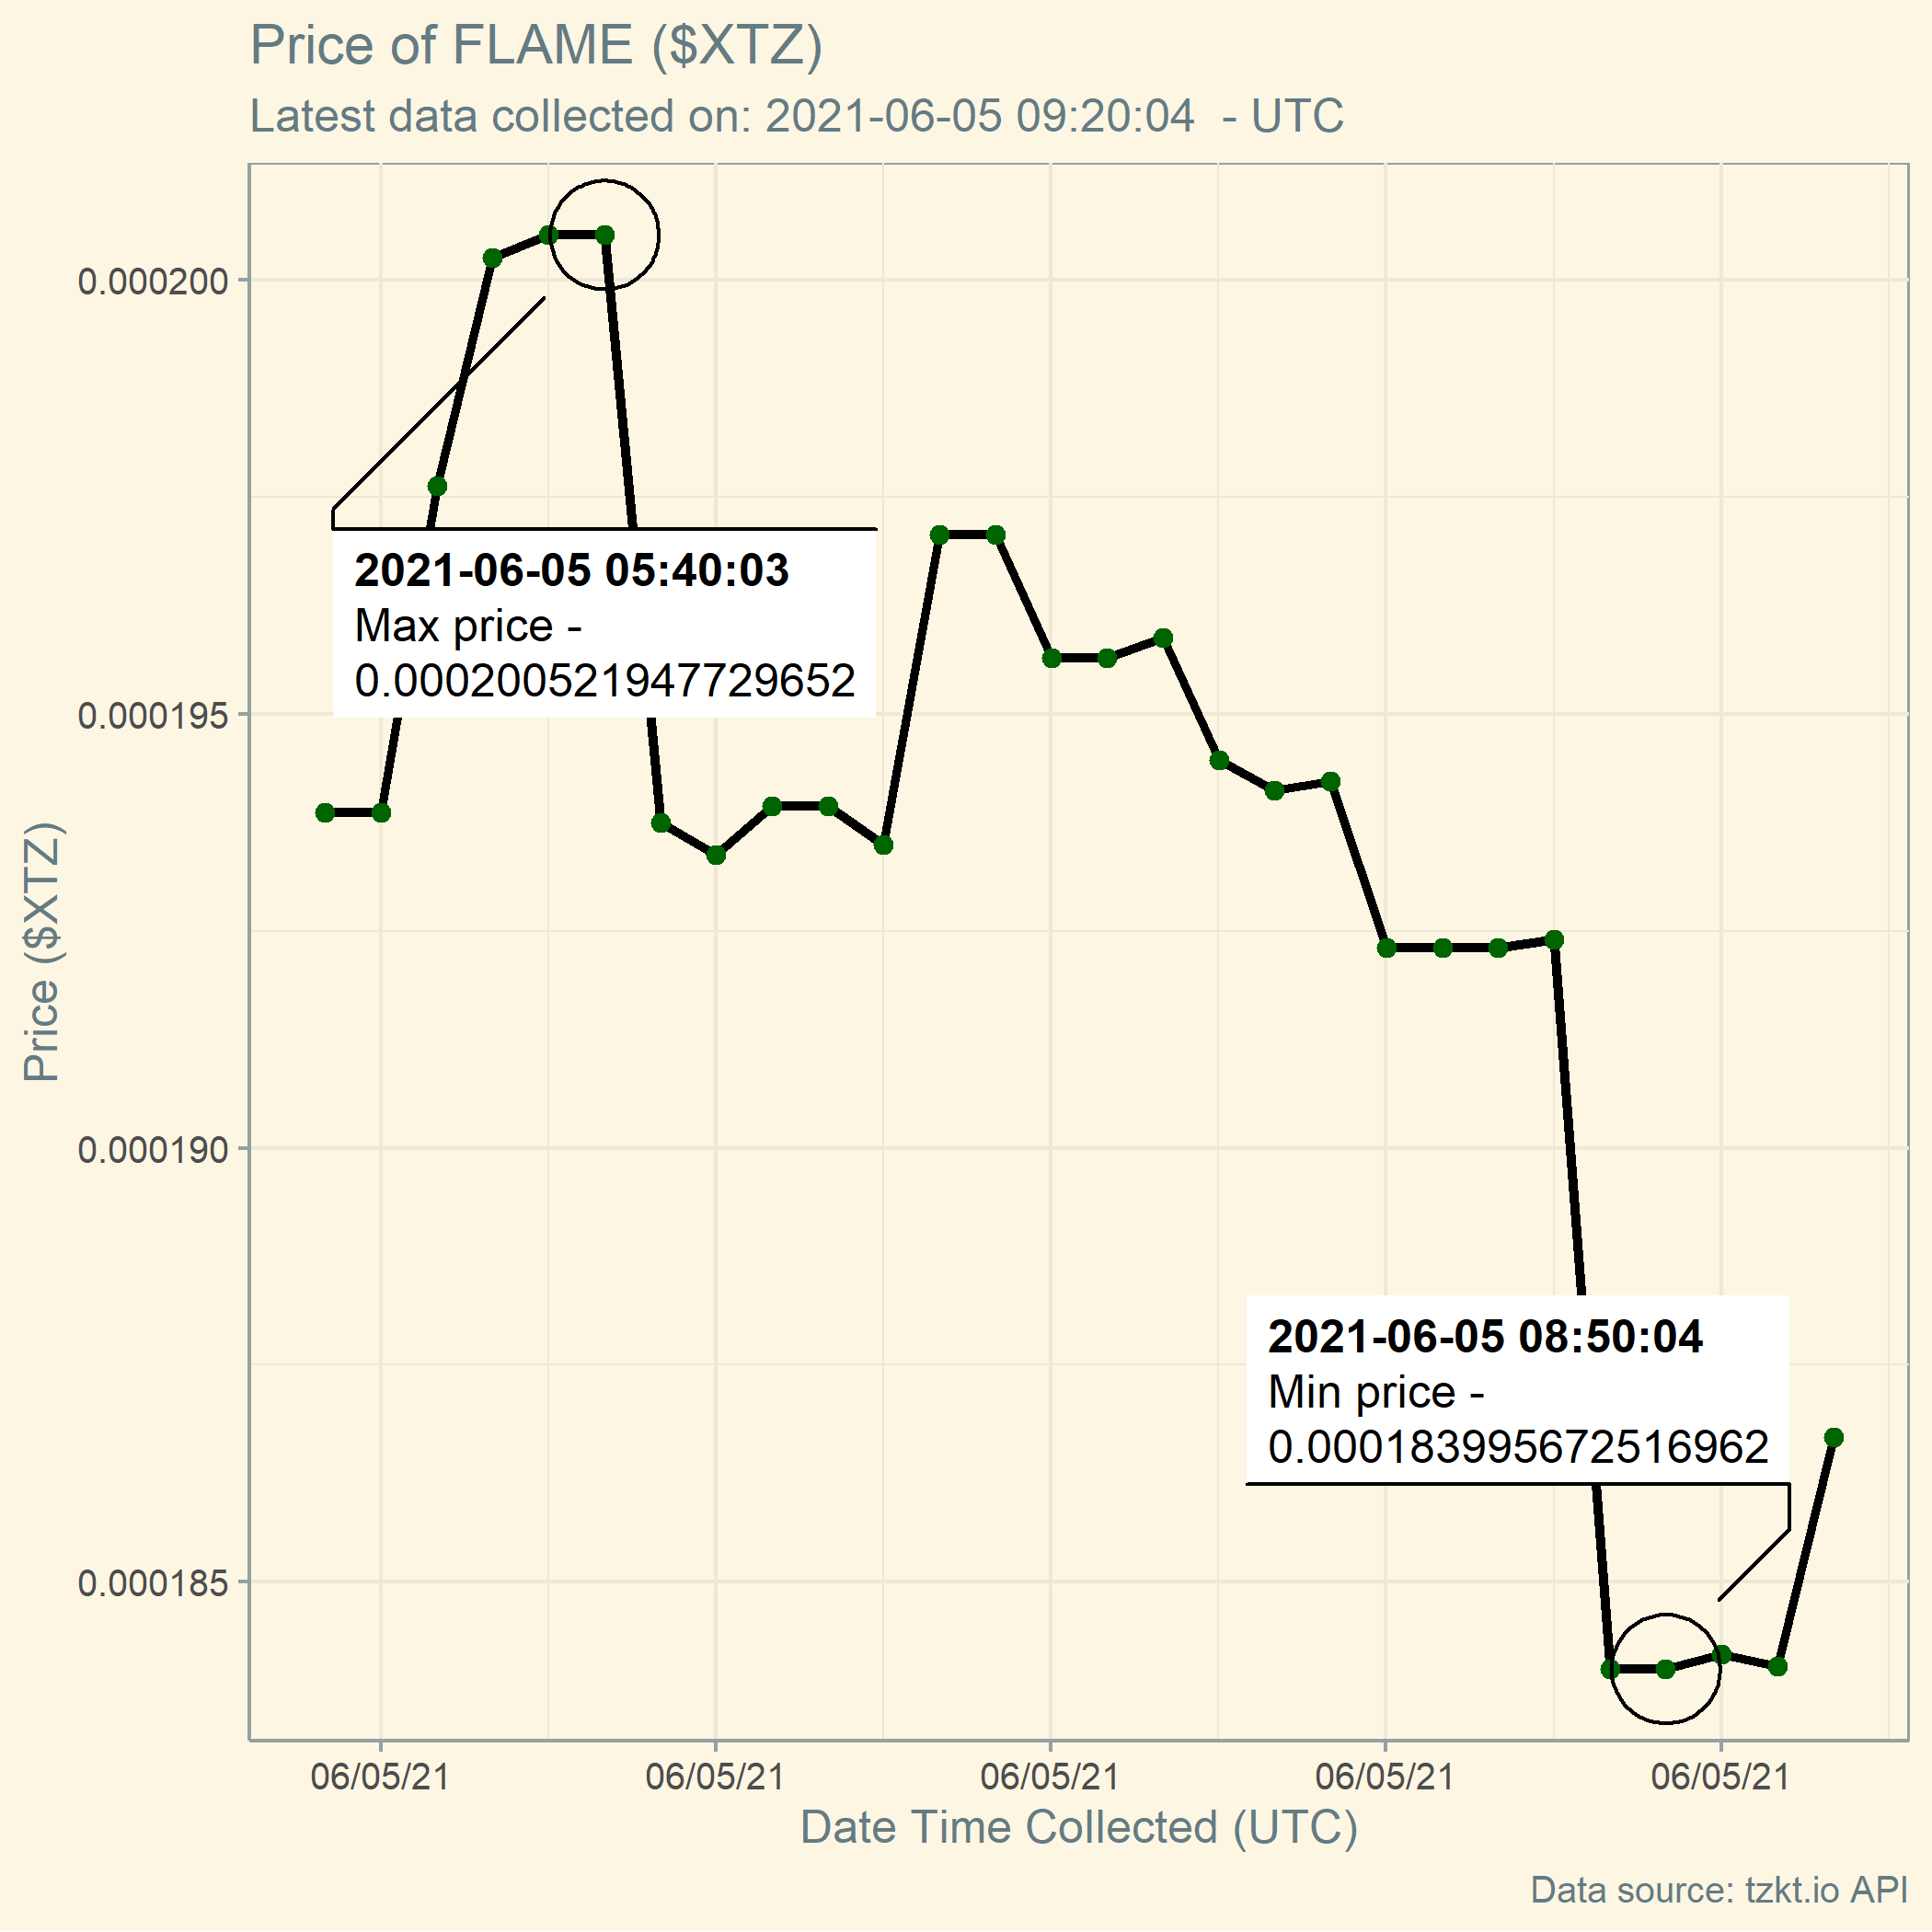 Price of FLAME ($XTZ)
Latest data collected on: 2021-06-05 09:20:04  - UTC
0.000200
2021-06-05 05:40:03
Max price -
0.0002005219477296​52
0.000195
Price ($XTZ)
0.000190
2021-06-05 08:50:04
Min price -
0.000183995672516962
0.000185
06/05/21 06/05/21 06/05/21 06/05/21 06/05/21
Date Time Collected (UTC)
Data source: tzkt.io API